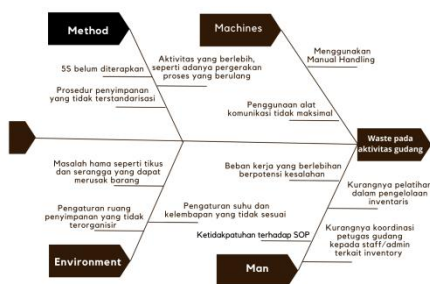 Method
Machines
5S belum diterapkan
Aktivitas yang berlebih,
seperti adanya pergerakan
proses yang berulang
Prosedur penyimpanan
yang tidak terstandarisasi
Menggunakan
Manual Handling
Penggunaan alat
komunikasi tidak maksimal
Waste pada
aktivitas gudang
Masalah hama seperti tikus
dan serangga yang dapat
merusak barang
Pengaturan ruang
penyimpanan yang tidak
terorganisir
Pengaturan suhu dan
kelembapan yang tidak sesuai
Beban kerja yang berlebihan
berpotensi kesalahan
Ketidakpatuhan terhadap SOP
Kurangnya pelatihan
dalam pengelolaan
inventaris
Kurangnya koordinasi
petugas gudang
kepada staff/admin
terkait inventory
Environment
Man